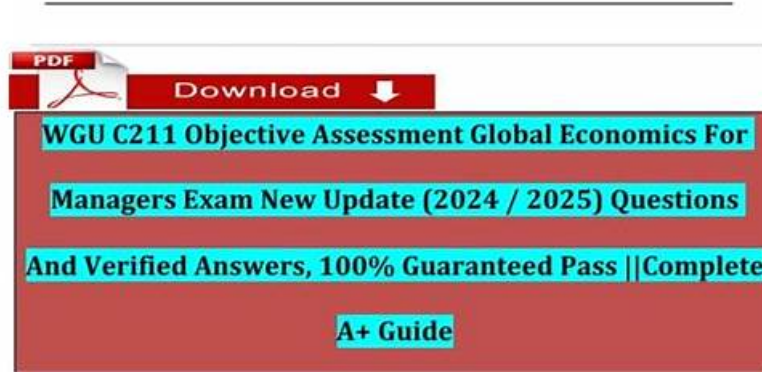 PDF
Download
WGU C211 Objective Assessment Global Economics For
Managers Exam New Update (2024 / 2025) Questions
And Verified Answers, 100% Guaranteed Pass ||Complete
A+ Guide